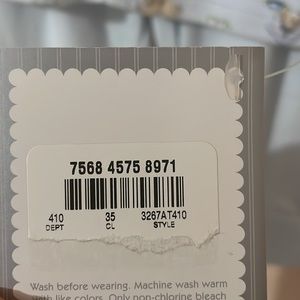 7568 4575 8971
410 35 3267AT410
DEPT CL STYLE
Wash before wearing. Machine wash warm
with like colors. Only non-chlorine bleach